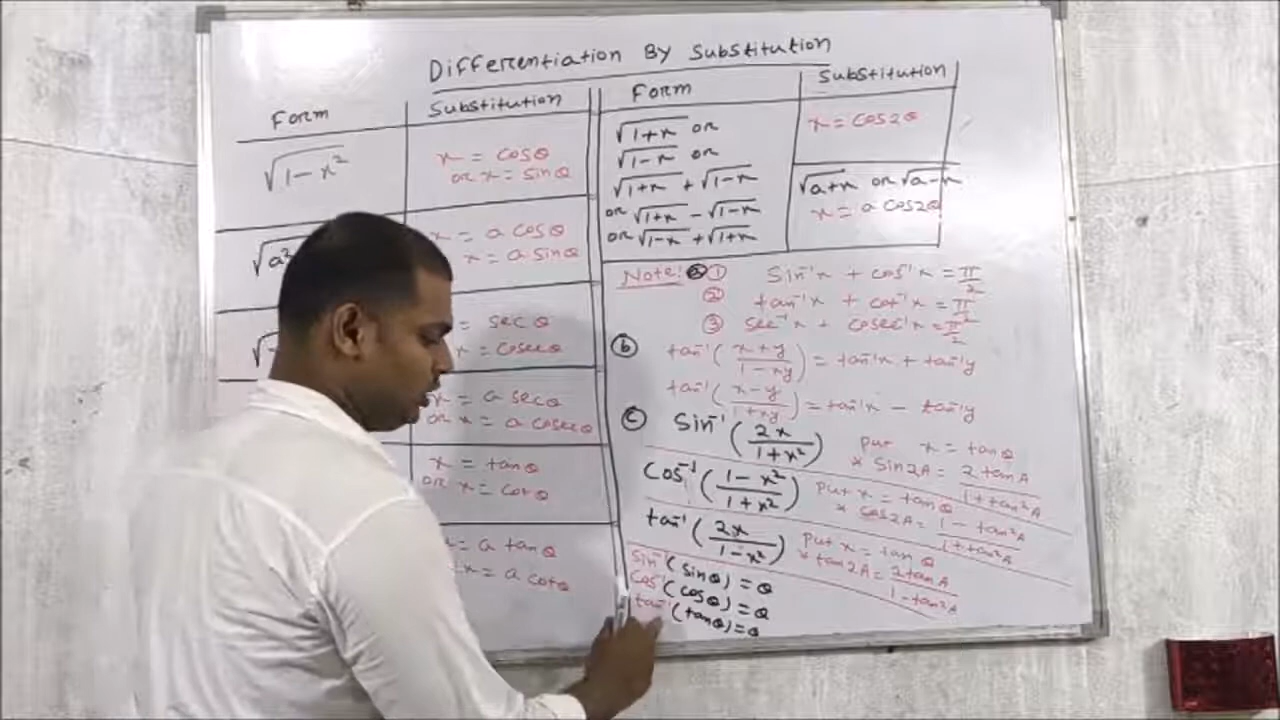 Differentiation By Substitution
Form
Substitution
√1-x²
x = cosθ
or x = sinθ
√a²
x = a cosθ
x = a sinθ
= secθ
x = cosecθ
x = a secθ
or x = a cosecθ
x = tanθ
or x = cotθ
x = a tanθ
x = a cotθ
Form
Substitution
√1+x or
√1-x or
√1+x + √1-x
or √1+x - √1-x
or √1-x + √1+x
x = cos2θ
√a+x or √a-x
x = a cos2θ
Note: ⓐ ① Sin⁻¹x + cos⁻¹x = π/2
② tan⁻¹x + cot⁻¹x = π/2
③ sec⁻¹x + cosec⁻¹x = π/2
ⓑ tan⁻¹(x+y/1-xy) = tan⁻¹x + tan⁻¹y
tan⁻¹(x-y/1+xy) = tan⁻¹x - tan⁻¹y
ⓒ Sin⁻¹(2x/1+x²) Put x = tanθ
* Sin2A = 2tanA/1+tan²A
Cos⁻¹(1-x²/1+x²) Put x = tanθ
* Cos2A = 1-tan²A/1+tan²A
tan⁻¹(2x/1-x²) Put x = tanθ
* tan2A = 2tanA/1-tan²A
Sin⁻¹(sinθ) = θ
Cos⁻¹(cosθ) = θ
tan⁻¹(tanθ) = θ